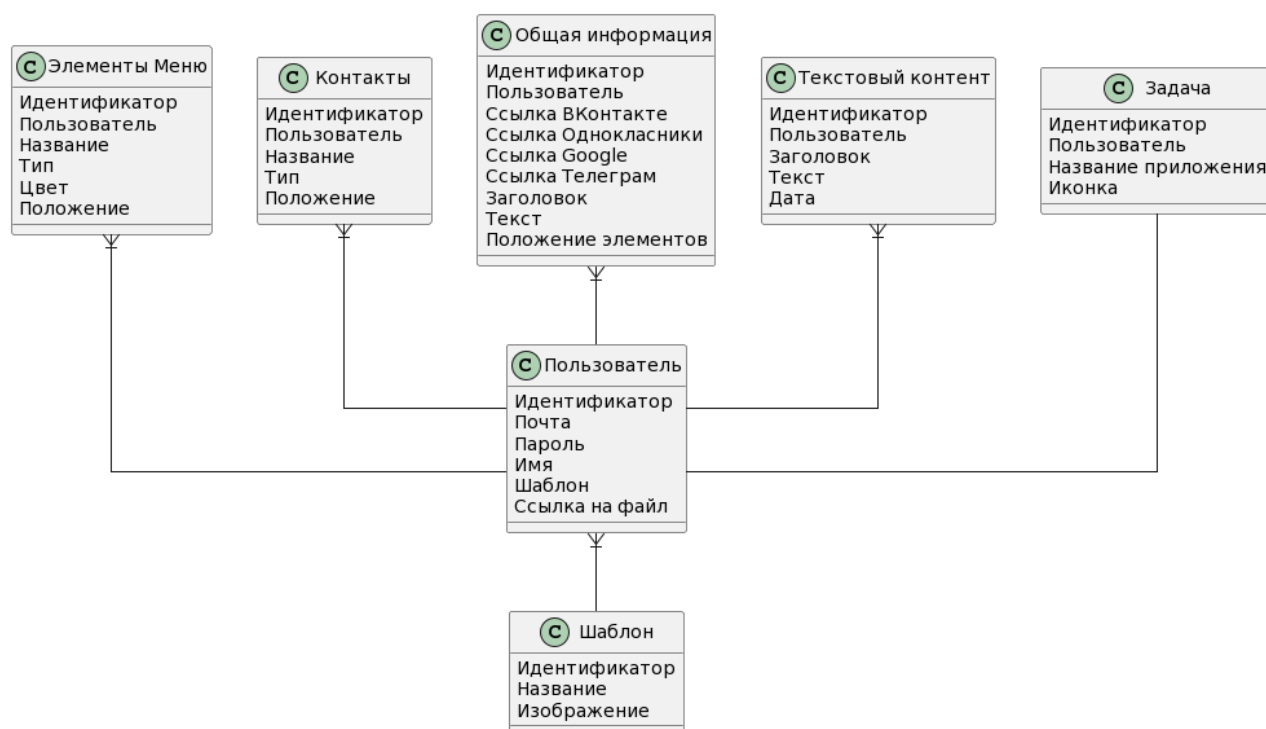 C Элементы Меню
Идентификатор
Пользователь
Название
Тип
Цвет
Положение
C Контакты
Идентификатор
Пользователь
Название
Тип
Положение
C Общая информация
Идентификатор
Пользователь
Ссылка ВКонтакте
Ссылка Однокласники
Ссылка Google
Ссылка Телеграм
Заголовок
Текст
Положение элементов
C Текстовый контент
Идентификатор
Пользователь
Заголовок
Текст
Дата
C Задача
Идентификатор
Пользователь
Название приложения
Иконка
C Пользователь
Идентификатор
Почта
Пароль
Имя
Шаблон
Ссылка на файл
C Шаблон
Идентификатор
Название
Изображение